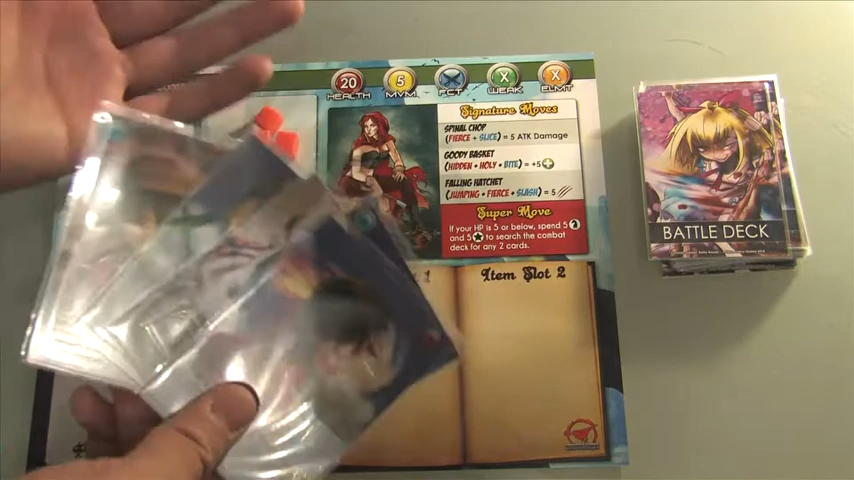 20
5
X
X
HEALTH
MVM
FCT
WEAK
ELMT
Signature Moves
SPINAL CHOP
(FIERCE + SLICE) = 5 ATK Damage
GOODY BASKET
(HIDDEN + HOLY + BITE) = +5
FALLING HATCHET
(JUMPING + FIERCE + SLASH) = 5
Super Move
If your HP is 5 or below, spend 5
and 5 to search the combat
deck for any 2 cards.
1
Item Slot 2
BATTLE DECK